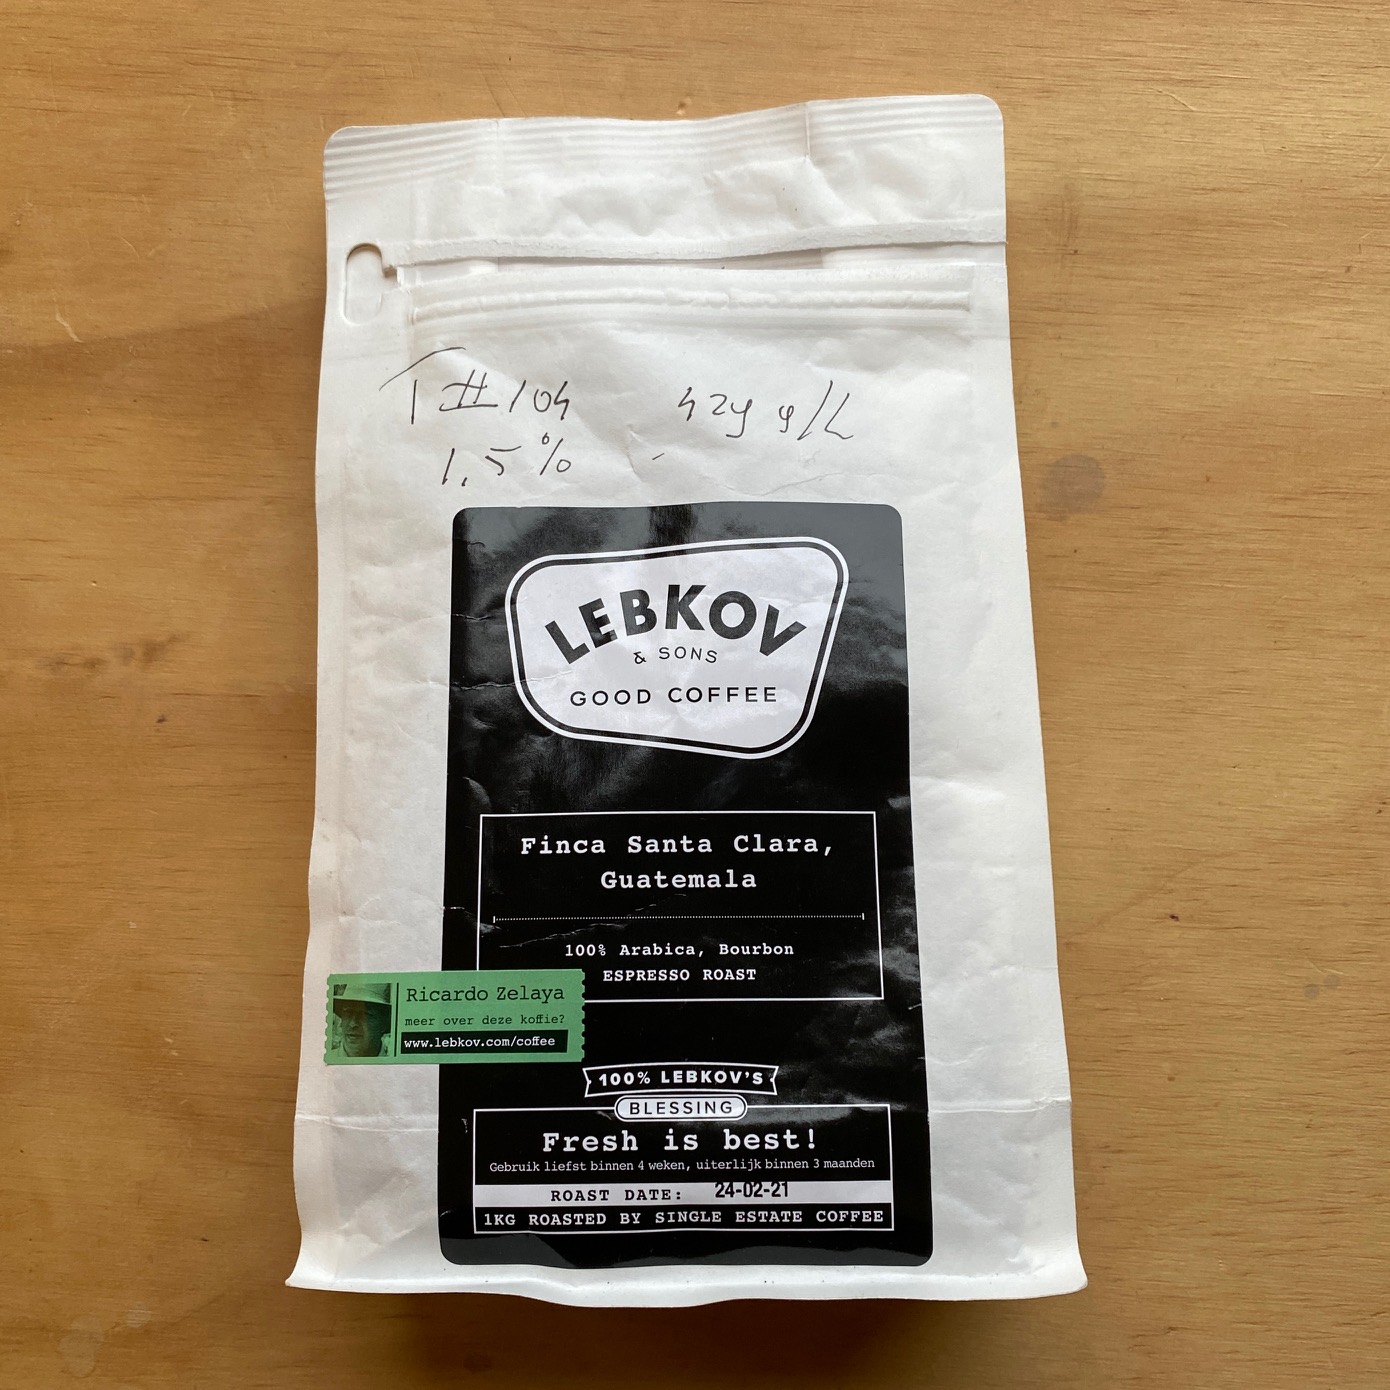 T #104 429 g/L
1.5%
LEBKOV
& SONS
GOOD COFFEE
Finca Santa Clara,
Guatemala
100% Arabica, Bourbon
ESPRESSO ROAST
Ricardo Zelaya
meer over deze koffie?
www.lebkov.com/coffee
100% LEBKOV'S
BLESSING
Fresh is best!
Gebruik liefst binnen 4 weken, uiterlijk binnen 3 maanden
ROAST DATE: 24-02-21
1KG ROASTED BY SINGLE ESTATE COFFEE